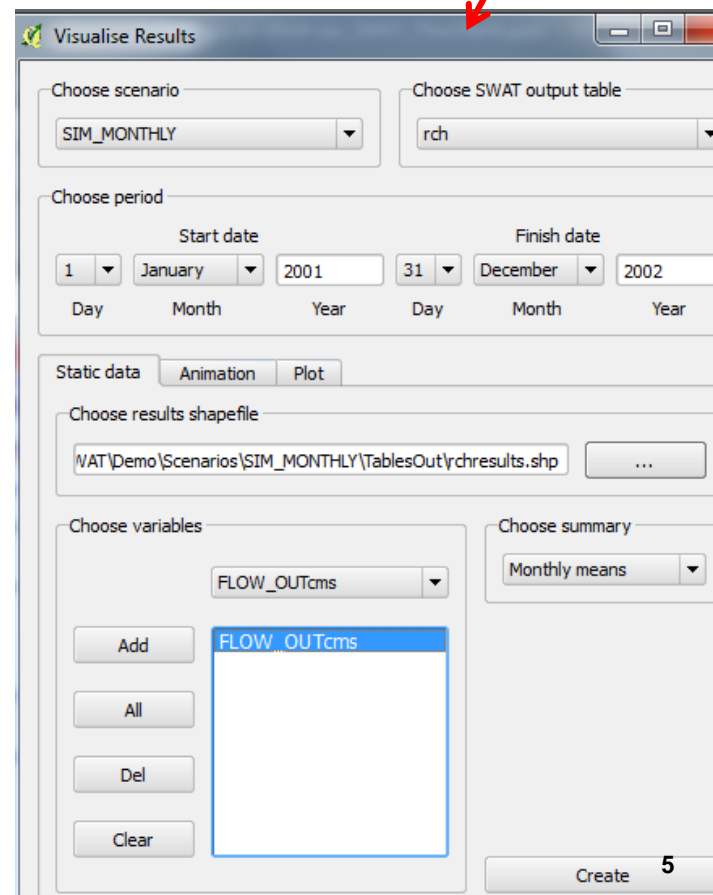 Visualise Results
Choose scenario
Choose SWAT output table
SIM_MONTHLY
rch
Choose period
Start date
Finish date
1
January
2001
31
December
2002
Day
Month
Year
Day
Month
Year
Static data
Animation
Plot
Choose results shapefile
WAT\Demo\Scenarios\SIM_MONTHLY\TablesOut\rchresults.shp
...
Choose variables
Choose summary
FLOW_OUTcms
Monthly means
Add
FLOW_OUTcms
All
Del
Clear
Create
5